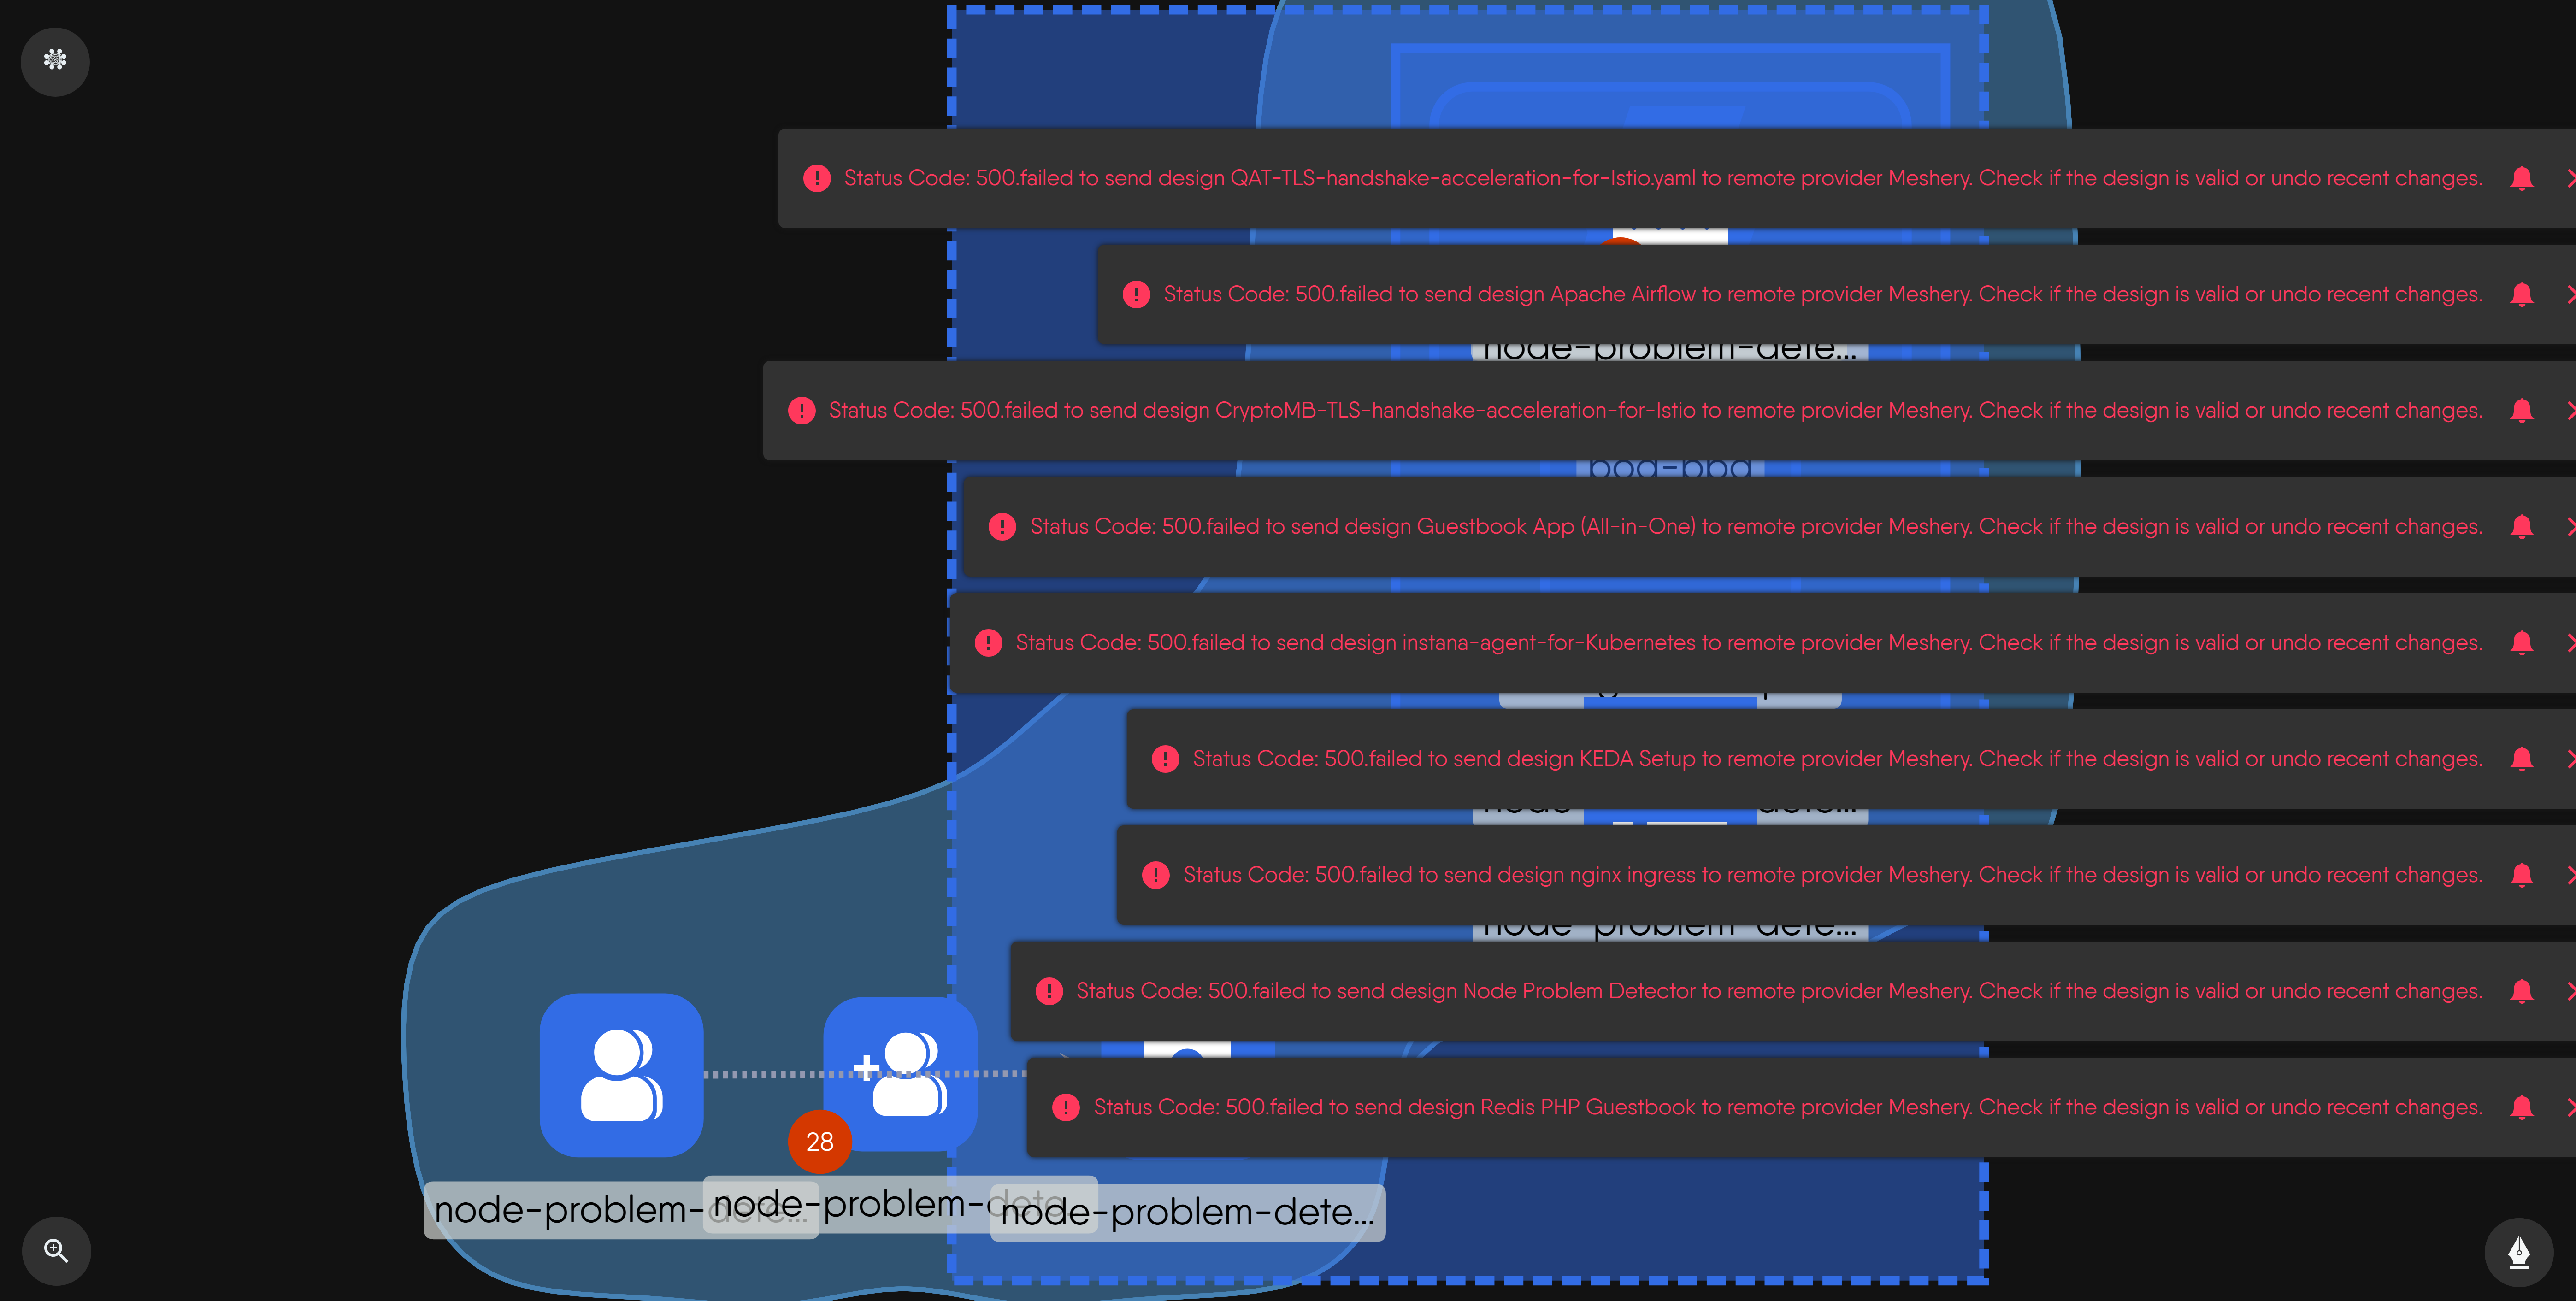 Status Code: 500.failed to send design QAT-TLS-handshake-acceleration-for-Istio.yaml to remote provider Meshery. Check if the design is valid or undo recent changes.
Status Code: 500.failed to send design Apache Airflow to remote provider Meshery. Check if the design is valid or undo recent changes.
node-problem-dete...
Status Code: 500.failed to send design CryptoMB-TLS-handshake-acceleration-for-Istio to remote provider Meshery. Check if the design is valid or undo recent changes.
Status Code: 500.failed to send design Guestbook App (All-in-One) to remote provider Meshery. Check if the design is valid or undo recent changes.
Status Code: 500.failed to send design instana-agent-for-Kubernetes to remote provider Meshery. Check if the design is valid or undo recent changes.
Status Code: 500.failed to send design KEDA Setup to remote provider Meshery. Check if the design is valid or undo recent changes.
Status Code: 500.failed to send design nginx ingress to remote provider Meshery. Check if the design is valid or undo recent changes.
node-problem-dete...
Status Code: 500.failed to send design Node Problem Detector to remote provider Meshery. Check if the design is valid or undo recent changes.
Status Code: 500.failed to send design Redis PHP Guestbook to remote provider Meshery. Check if the design is valid or undo recent changes.
28
node-problem-dete...
node-problem-dete...
node-problem-dete...